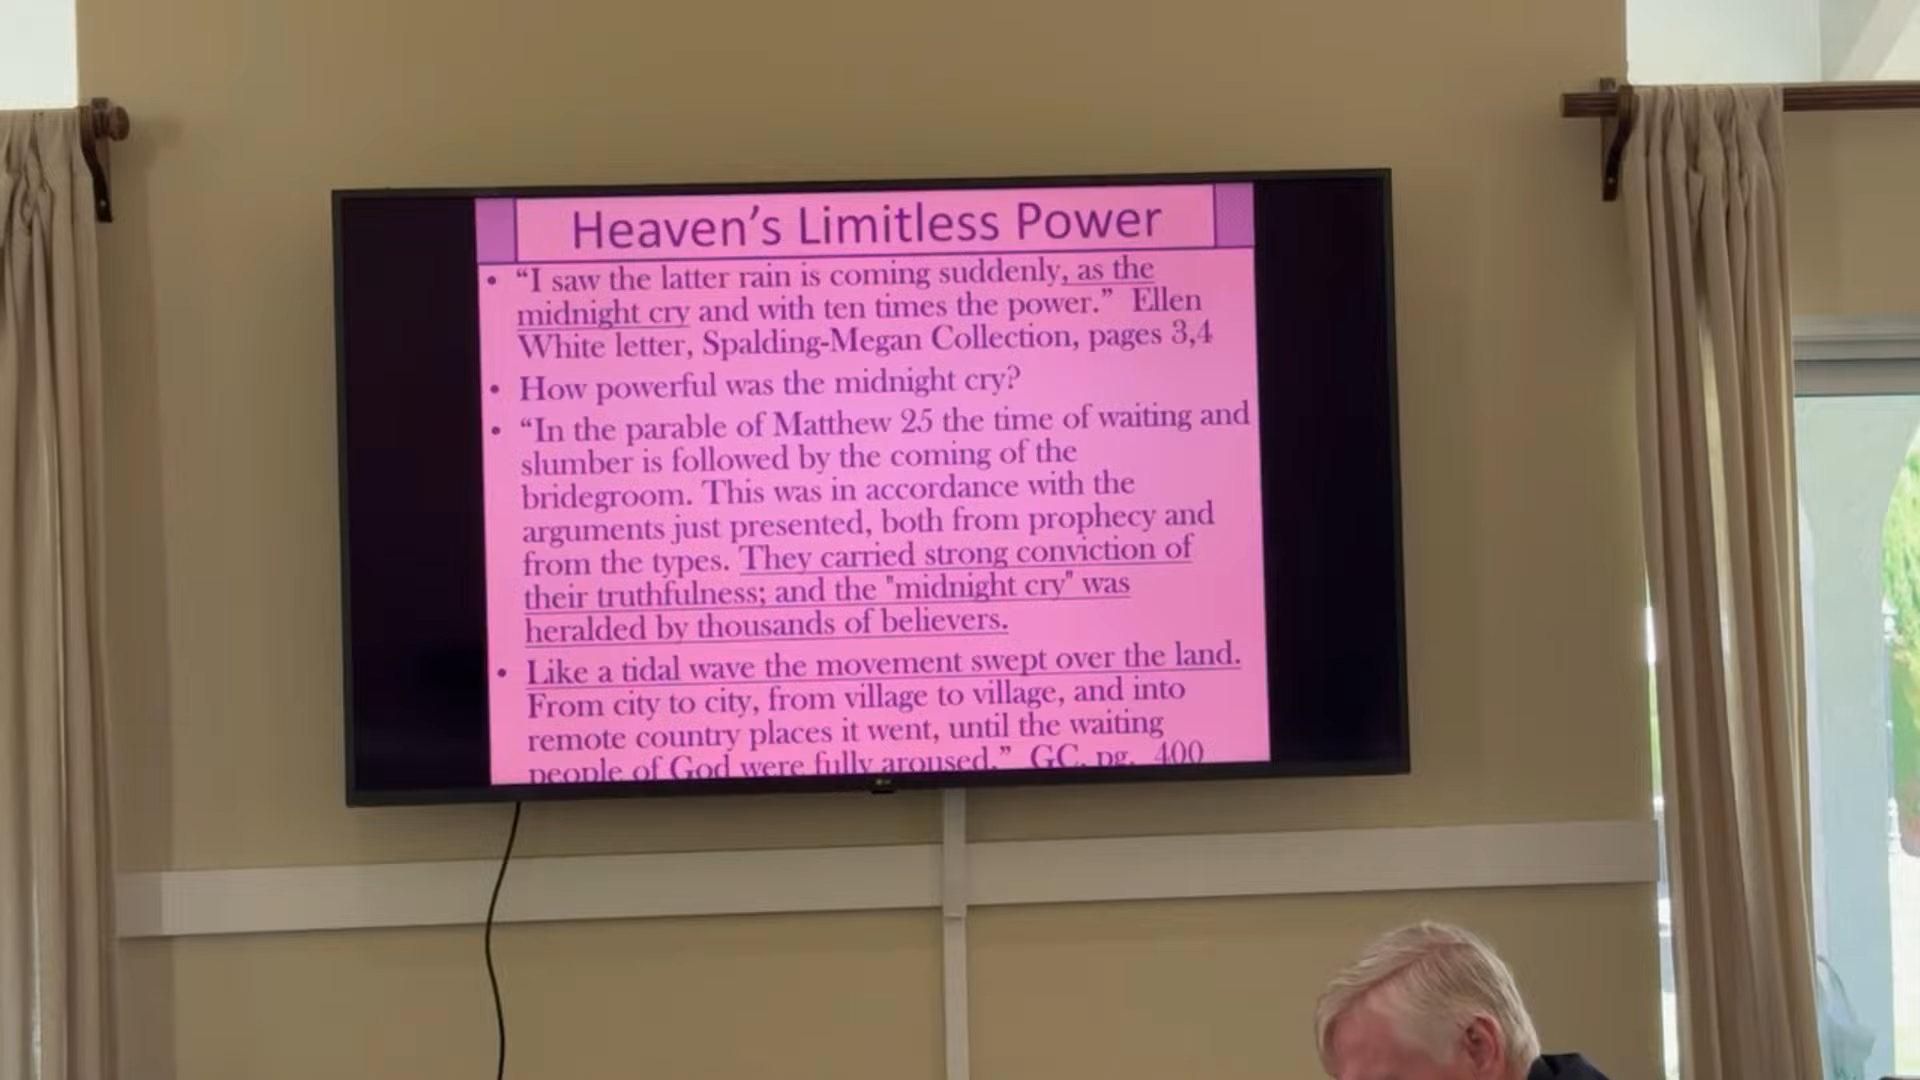 Heaven’s Limitless Power
• “I saw the latter rain is coming suddenly, as the
midnight cry and with ten times the power.” Ellen
White letter, Spalding-Megan Collection, pages 3,4
• How powerful was the midnight cry?
• “In the parable of Matthew 25 the time of waiting and
slumber is followed by the coming of the
bridegroom. This was in accordance with the
arguments just presented, both from prophecy and
from the types. They carried strong conviction of
their truthfulness; and the "midnight cry" was
heralded by thousands of believers.
• Like a tidal wave the movement swept over the land.
From city to city, from village to village, and into
remote country places it went, until the waiting
people of God were fully aroused.” GC, pg. 400